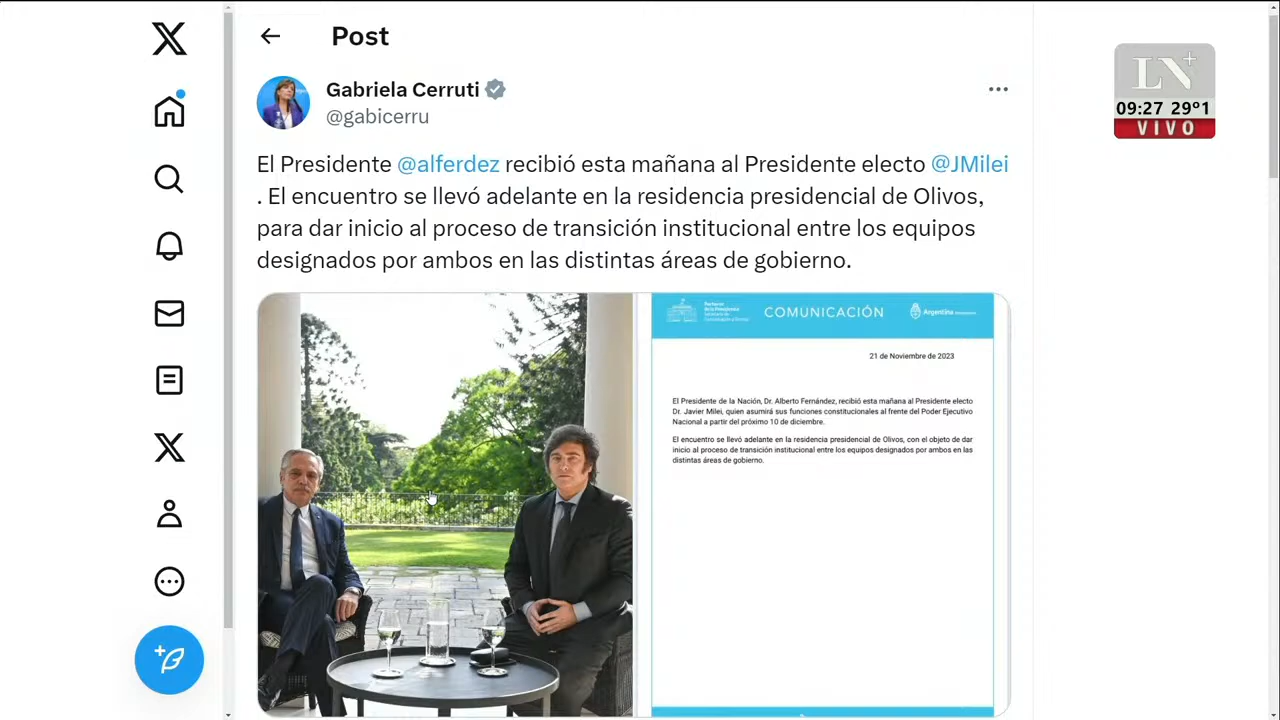 Post
Gabriela Cerruti
@gabicerru
LN+
09:27 29º1
VIVO
El Presidente @alferdez recibió esta mañana al Presidente electo @JMilei
. El encuentro se llevó adelante en la residencia presidencial de Olivos,
para dar inicio al proceso de transición institucional entre los equipos
designados por ambos en las distintas áreas de gobierno.
COMUNICACIÓN
Argentina
21 de Noviembre de 2023
El Presidente de la Nación, Dr. Alberto Fernández, recibió esta mañana al Presidente electo
Dr. Javier Milei, quien asumirá sus funciones constitucionales al frente del Poder Ejecutivo
Nacional a partir del próximo 10 de diciembre.
El encuentro se llevó adelante en la residencia presidencial de Olivos, con el objeto de dar
inicio al proceso de transición institucional entre los equipos designados por ambos en las
distintas áreas de gobierno.